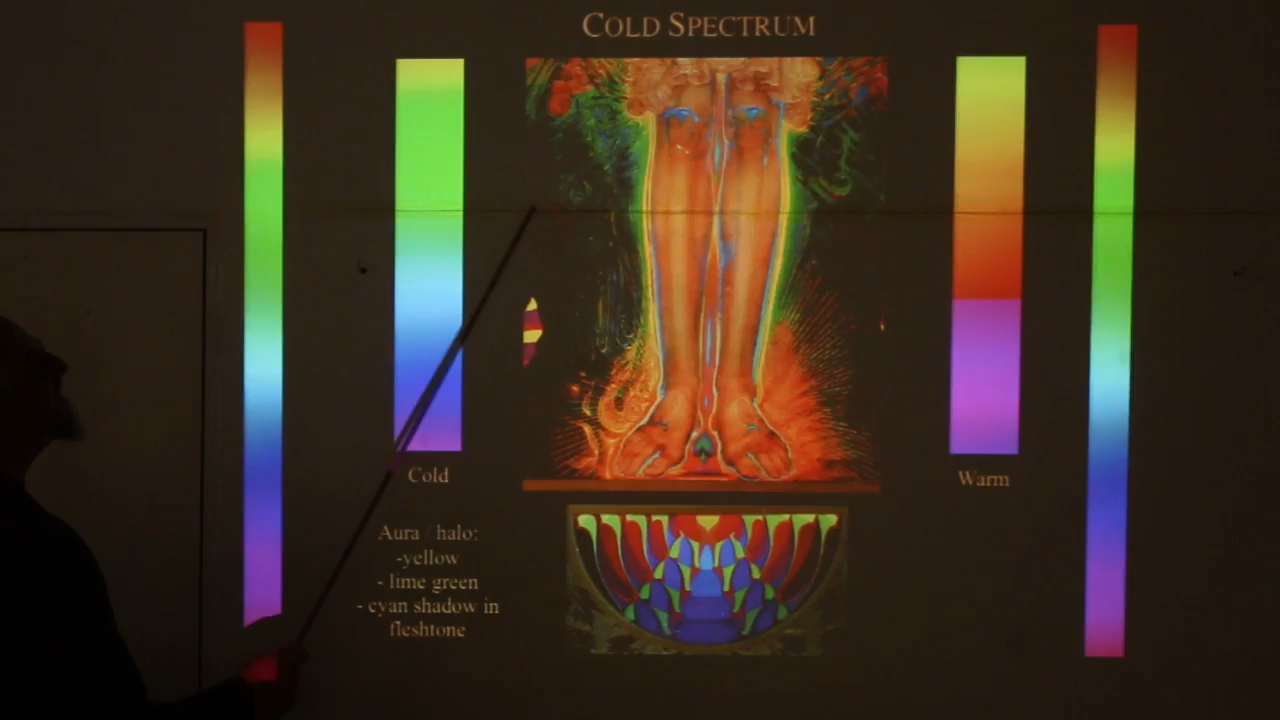 COLD SPECTRUM
Cold
Warm
Aura / halo:
-yellow
- lime green
- cyan shadow in
fleshtone